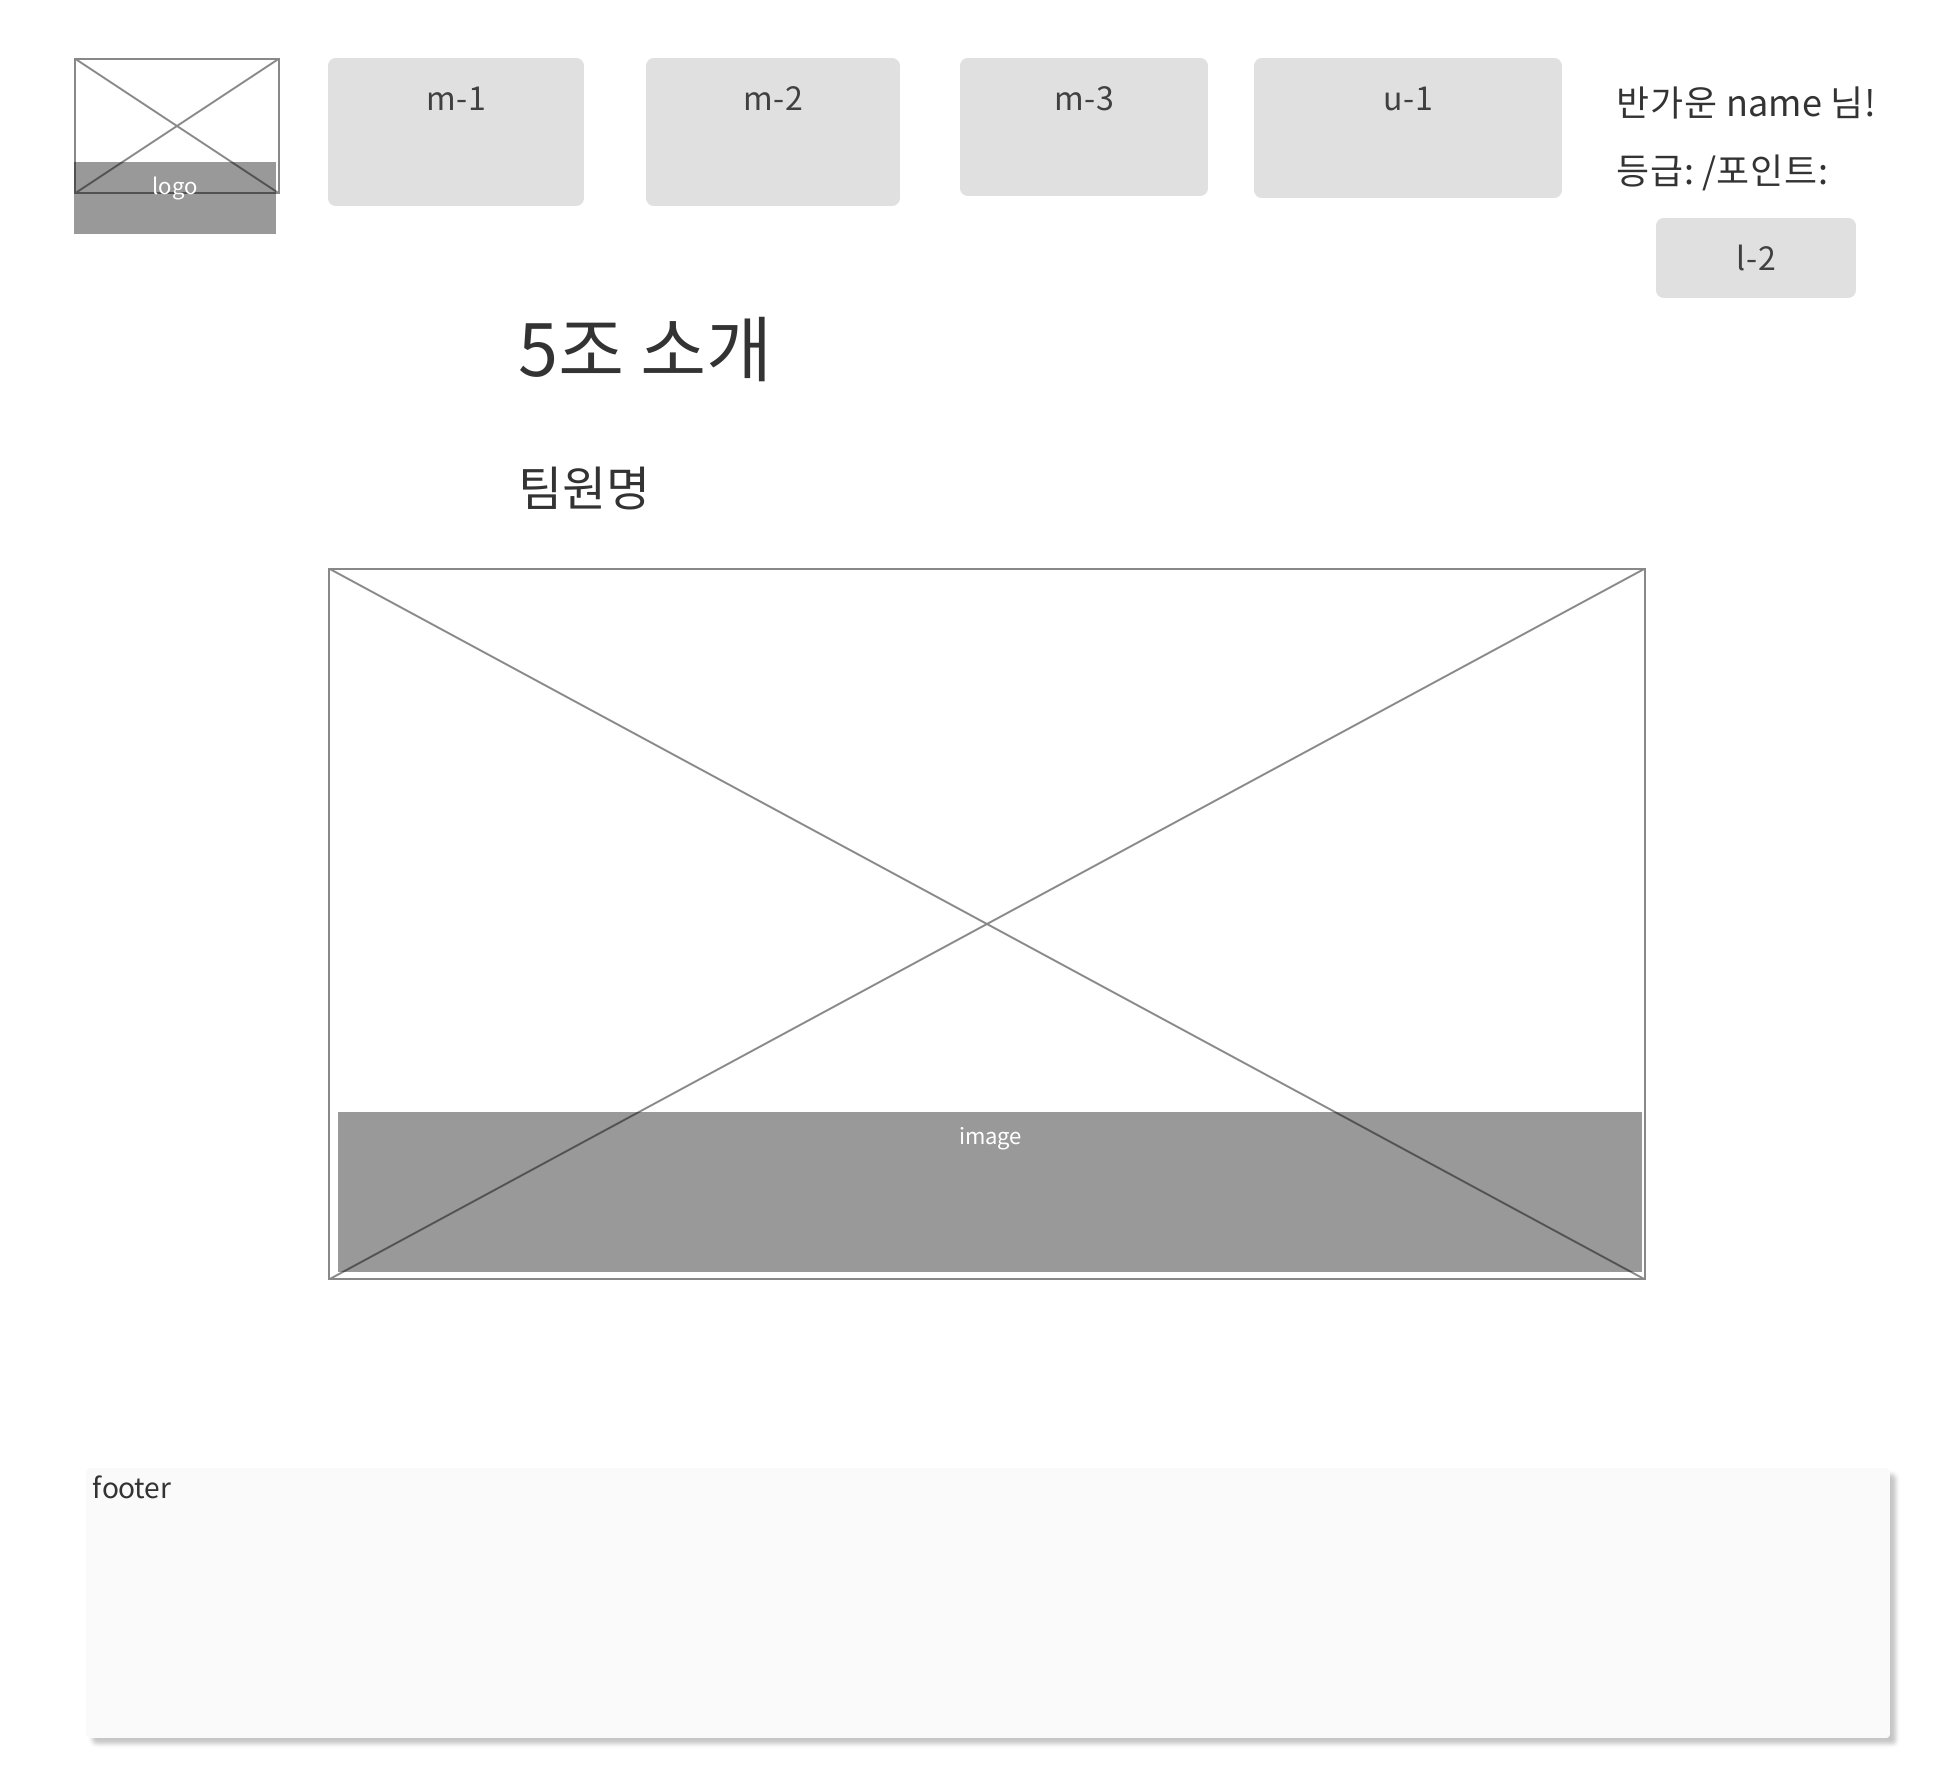 logo
m-1
m-2
m-3
u-1
반가운 name 님!
등급: /포인트:
l-2
5조 소개
팀원명
image
footer